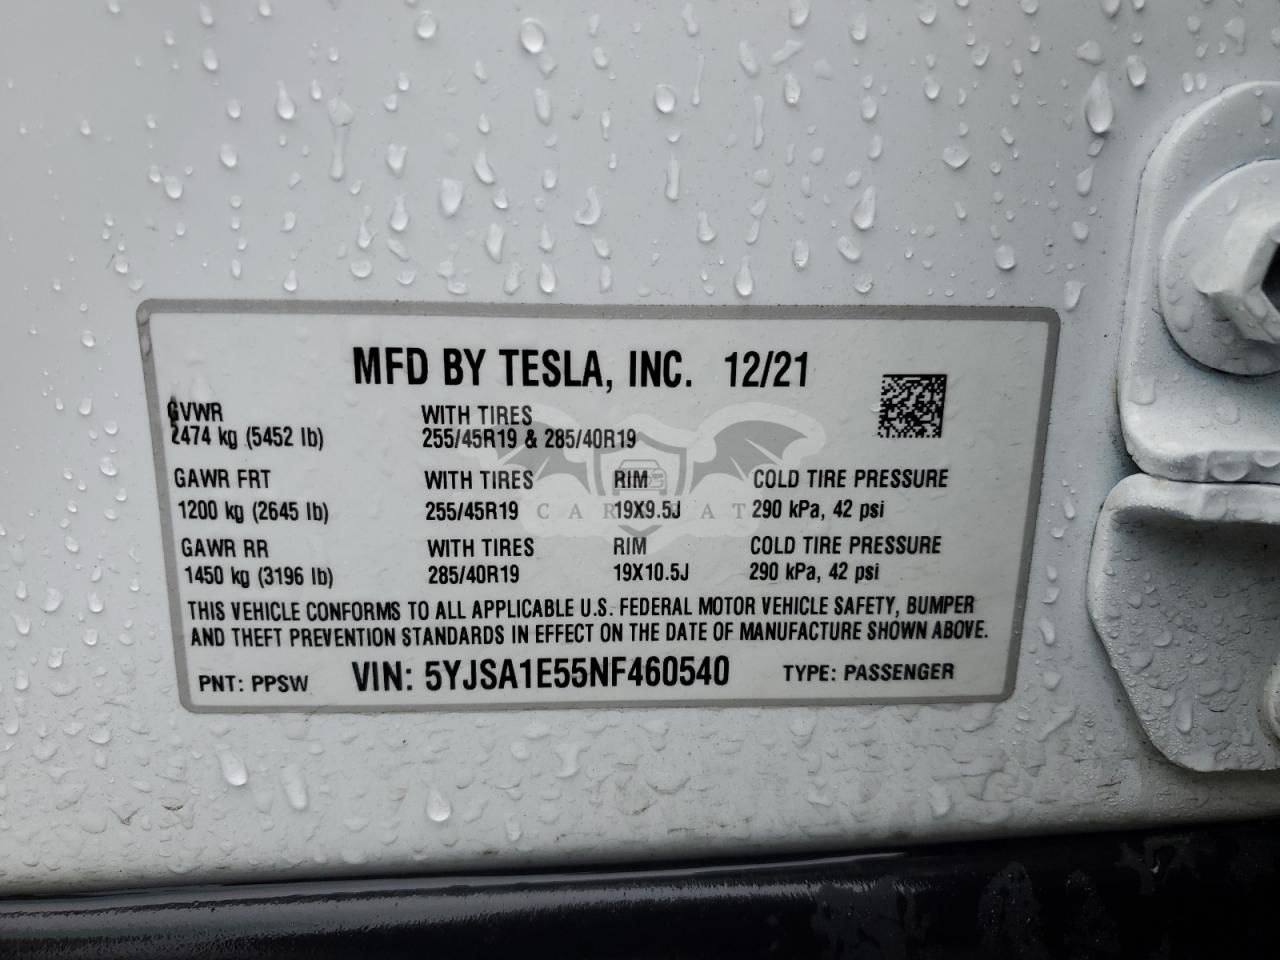 MFD BY TESLA, INC. 12/21
GVWR WITH TIRES
2474 kg (5452 lb) 255/45R19 & 285/40R19
GAWR FRT WITH TIRES RIM COLD TIRE PRESSURE
1200 kg (2645 lb) 255/45R19 19X9.5J 290 kPa, 42 psi
GAWR RR WITH TIRES RIM COLD TIRE PRESSURE
1450 kg (3196 lb) 285/40R19 19X10.5J 290 kPa, 42 psi
THIS VEHICLE CONFORMS TO ALL APPLICABLE U.S. FEDERAL MOTOR VEHICLE SAFETY, BUMPER
AND THEFT PREVENTION STANDARDS IN EFFECT ON THE DATE OF MANUFACTURE SHOWN ABOVE.
PNT: PPSW VIN: 5YJSA1E55NF460540 TYPE: PASSENGER